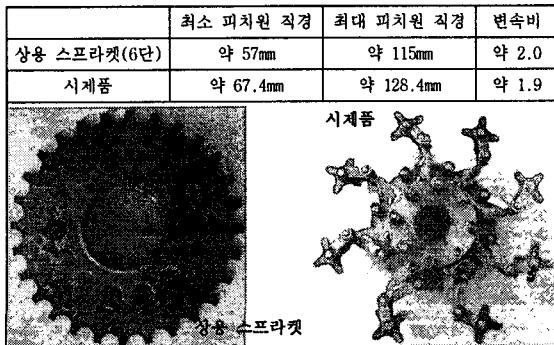 최소 피치원 직경 최대 피치원 직경 변속비
상용 스프라켓(6단) 약 57mm 약 115mm 약 2.0
시제품 약 67.4mm 약 128.4mm 약 1.9
시제품
상용 스프라켓